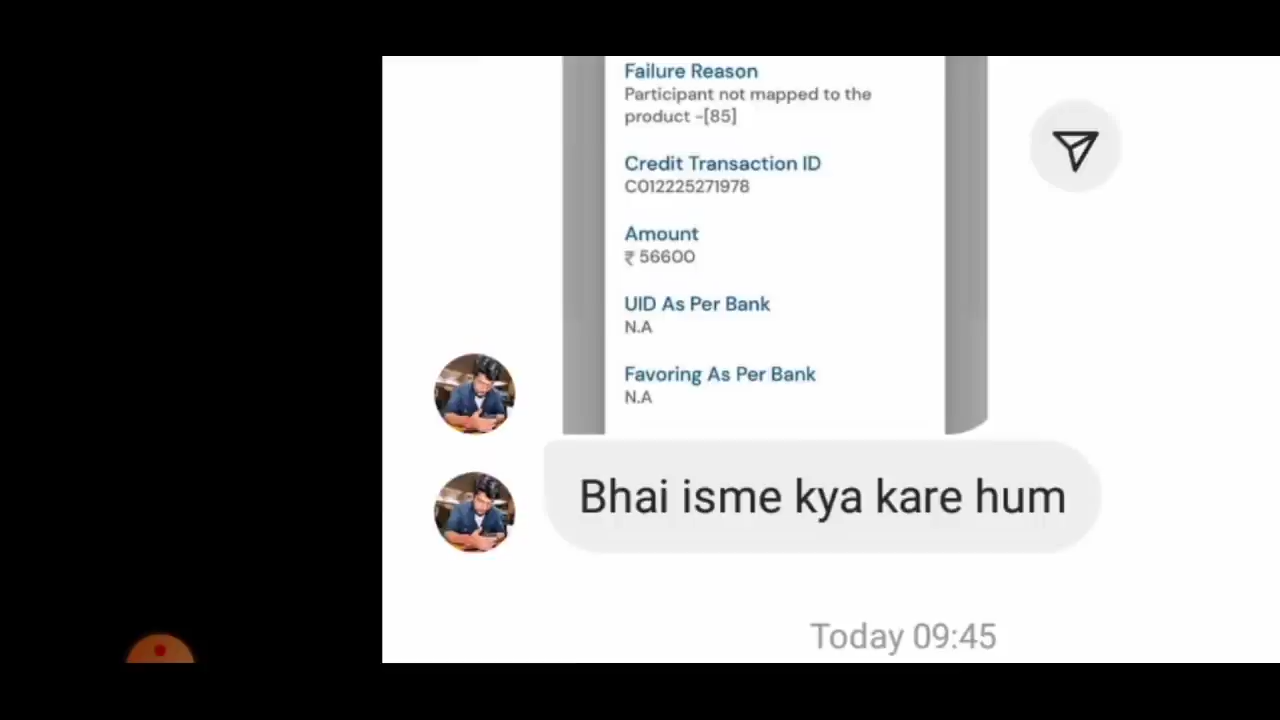 Failure Reason
Participant not mapped to the
product -[85]
Credit Transaction ID
CO12225271978
Amount
₹ 56600
UID As Per Bank
N.A
Favoring As Per Bank
N.A
Bhai isme kya kare hum
Today 09:45